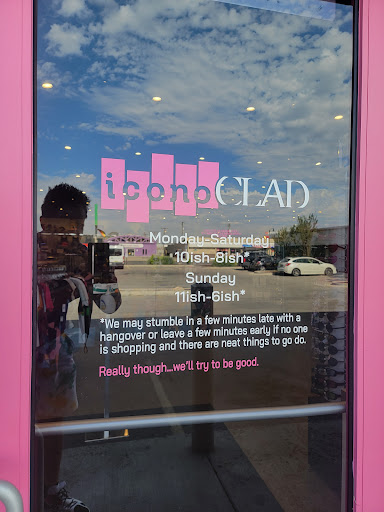 iconoCLAD
Monday-Saturday
10ish-8ish
Sunday
11ish-6ish*
*We may stumble in a few minutes late with a
hangover or leave a few minutes early if no one
is shopping and there are neat things to go do.
Really though...we'll try to be good.